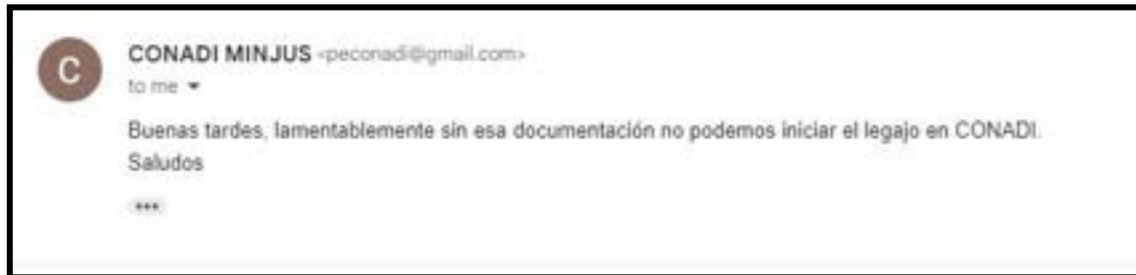 C
CONADI MINJUS <peconadi@gmail.com>
to me
Buenas tardes, lamentablemente sin esa documentación no podemos iniciar el legajo en CONADI.
Saludos
•••